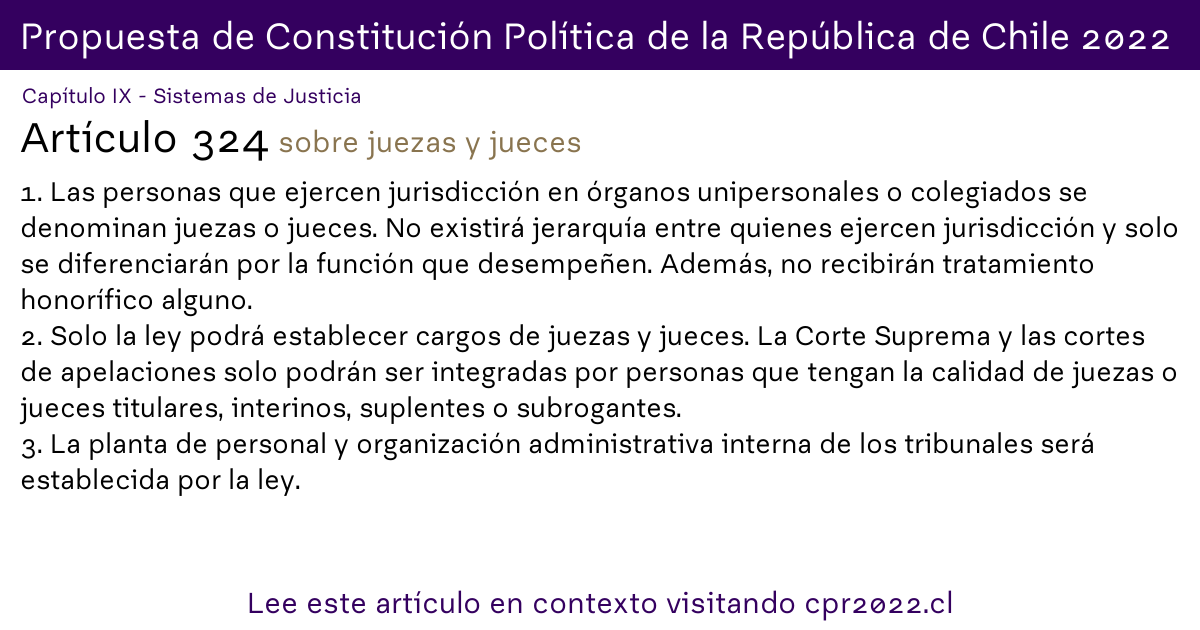 Propuesta de Constitución Política de la República de Chile 2022
Capítulo IX - Sistemas de Justicia
Artículo 324 sobre juezas y jueces
1. Las personas que ejercen jurisdicción en órganos unipersonales o colegiados se
denominan juezas o jueces. No existirá jerarquía entre quienes ejercen jurisdicción y solo
se diferenciarán por la función que desempeñen. Además, no recibirán tratamiento
honorífico alguno.
2. Solo la ley podrá establecer cargos de juezas y jueces. La Corte Suprema y las cortes
de apelaciones solo podrán ser integradas por personas que tengan la calidad de juezas o
jueces titulares, interinos, suplentes o subrogantes.
3. La planta de personal y organización administrativa interna de los tribunales será
establecida por la ley.
Lee este artículo en contexto visitando cpr2022.cl